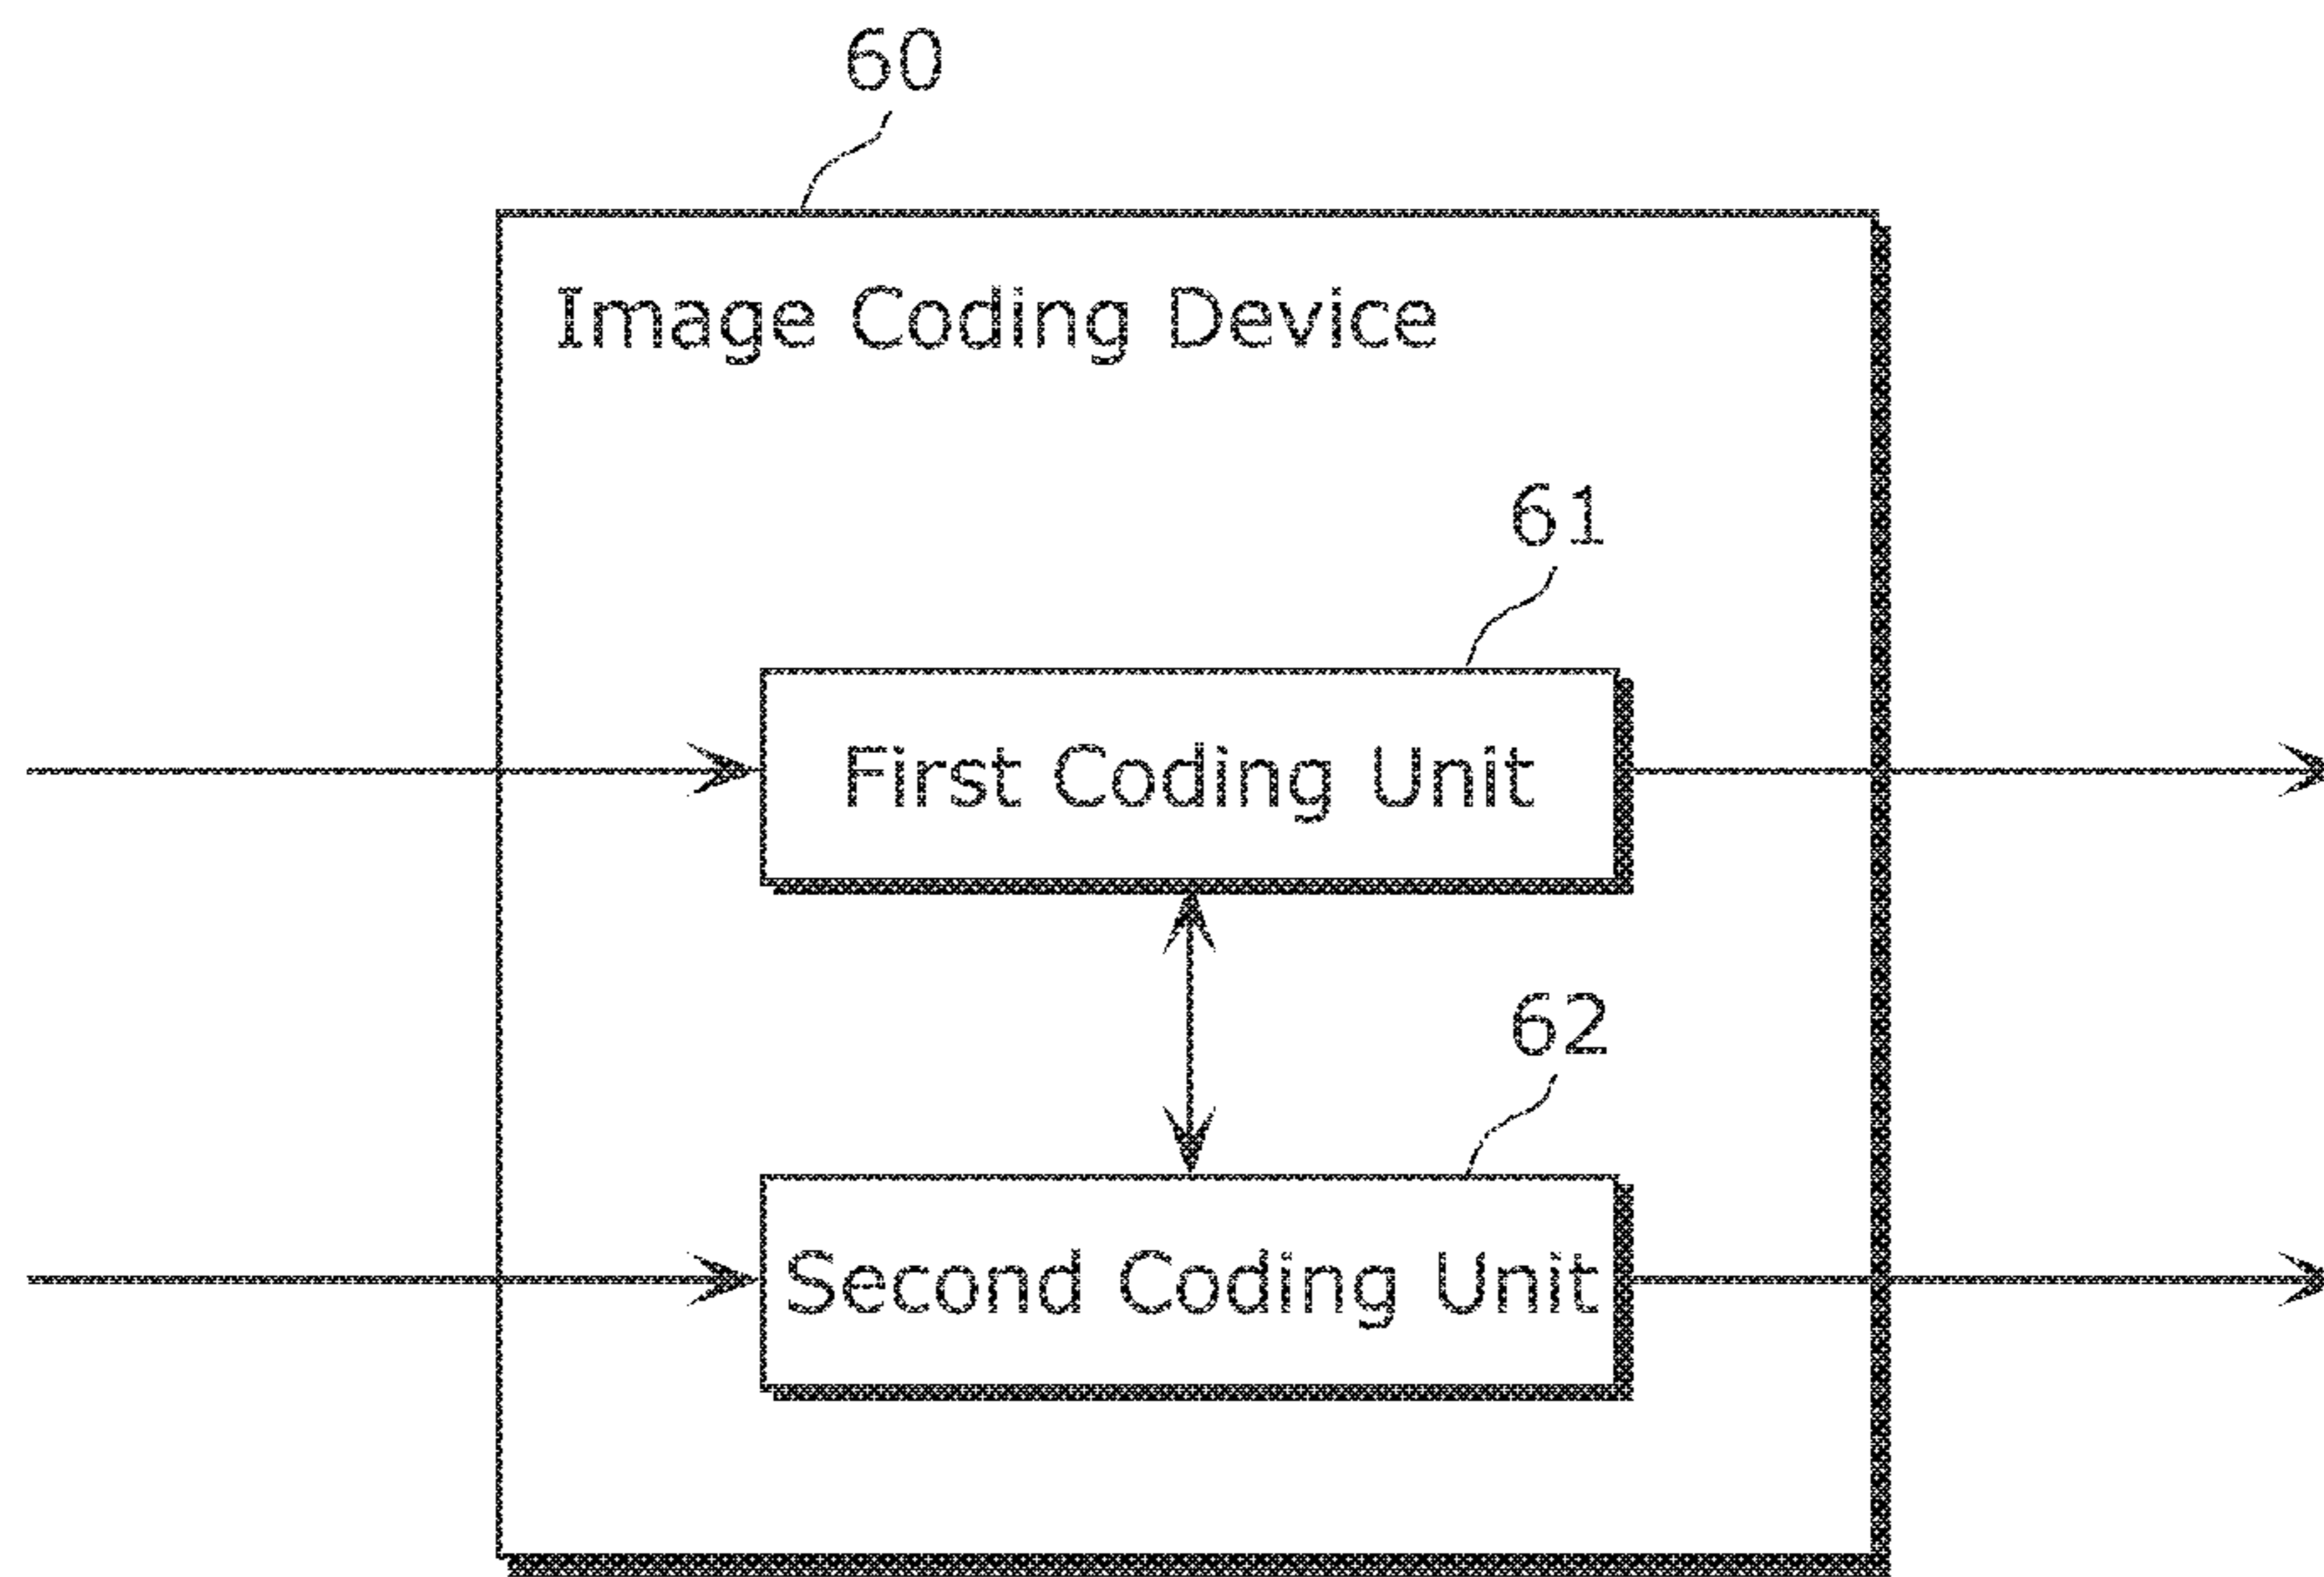 60
Image Coding Device
61
First Coding Unit
62
Second Coding Unit